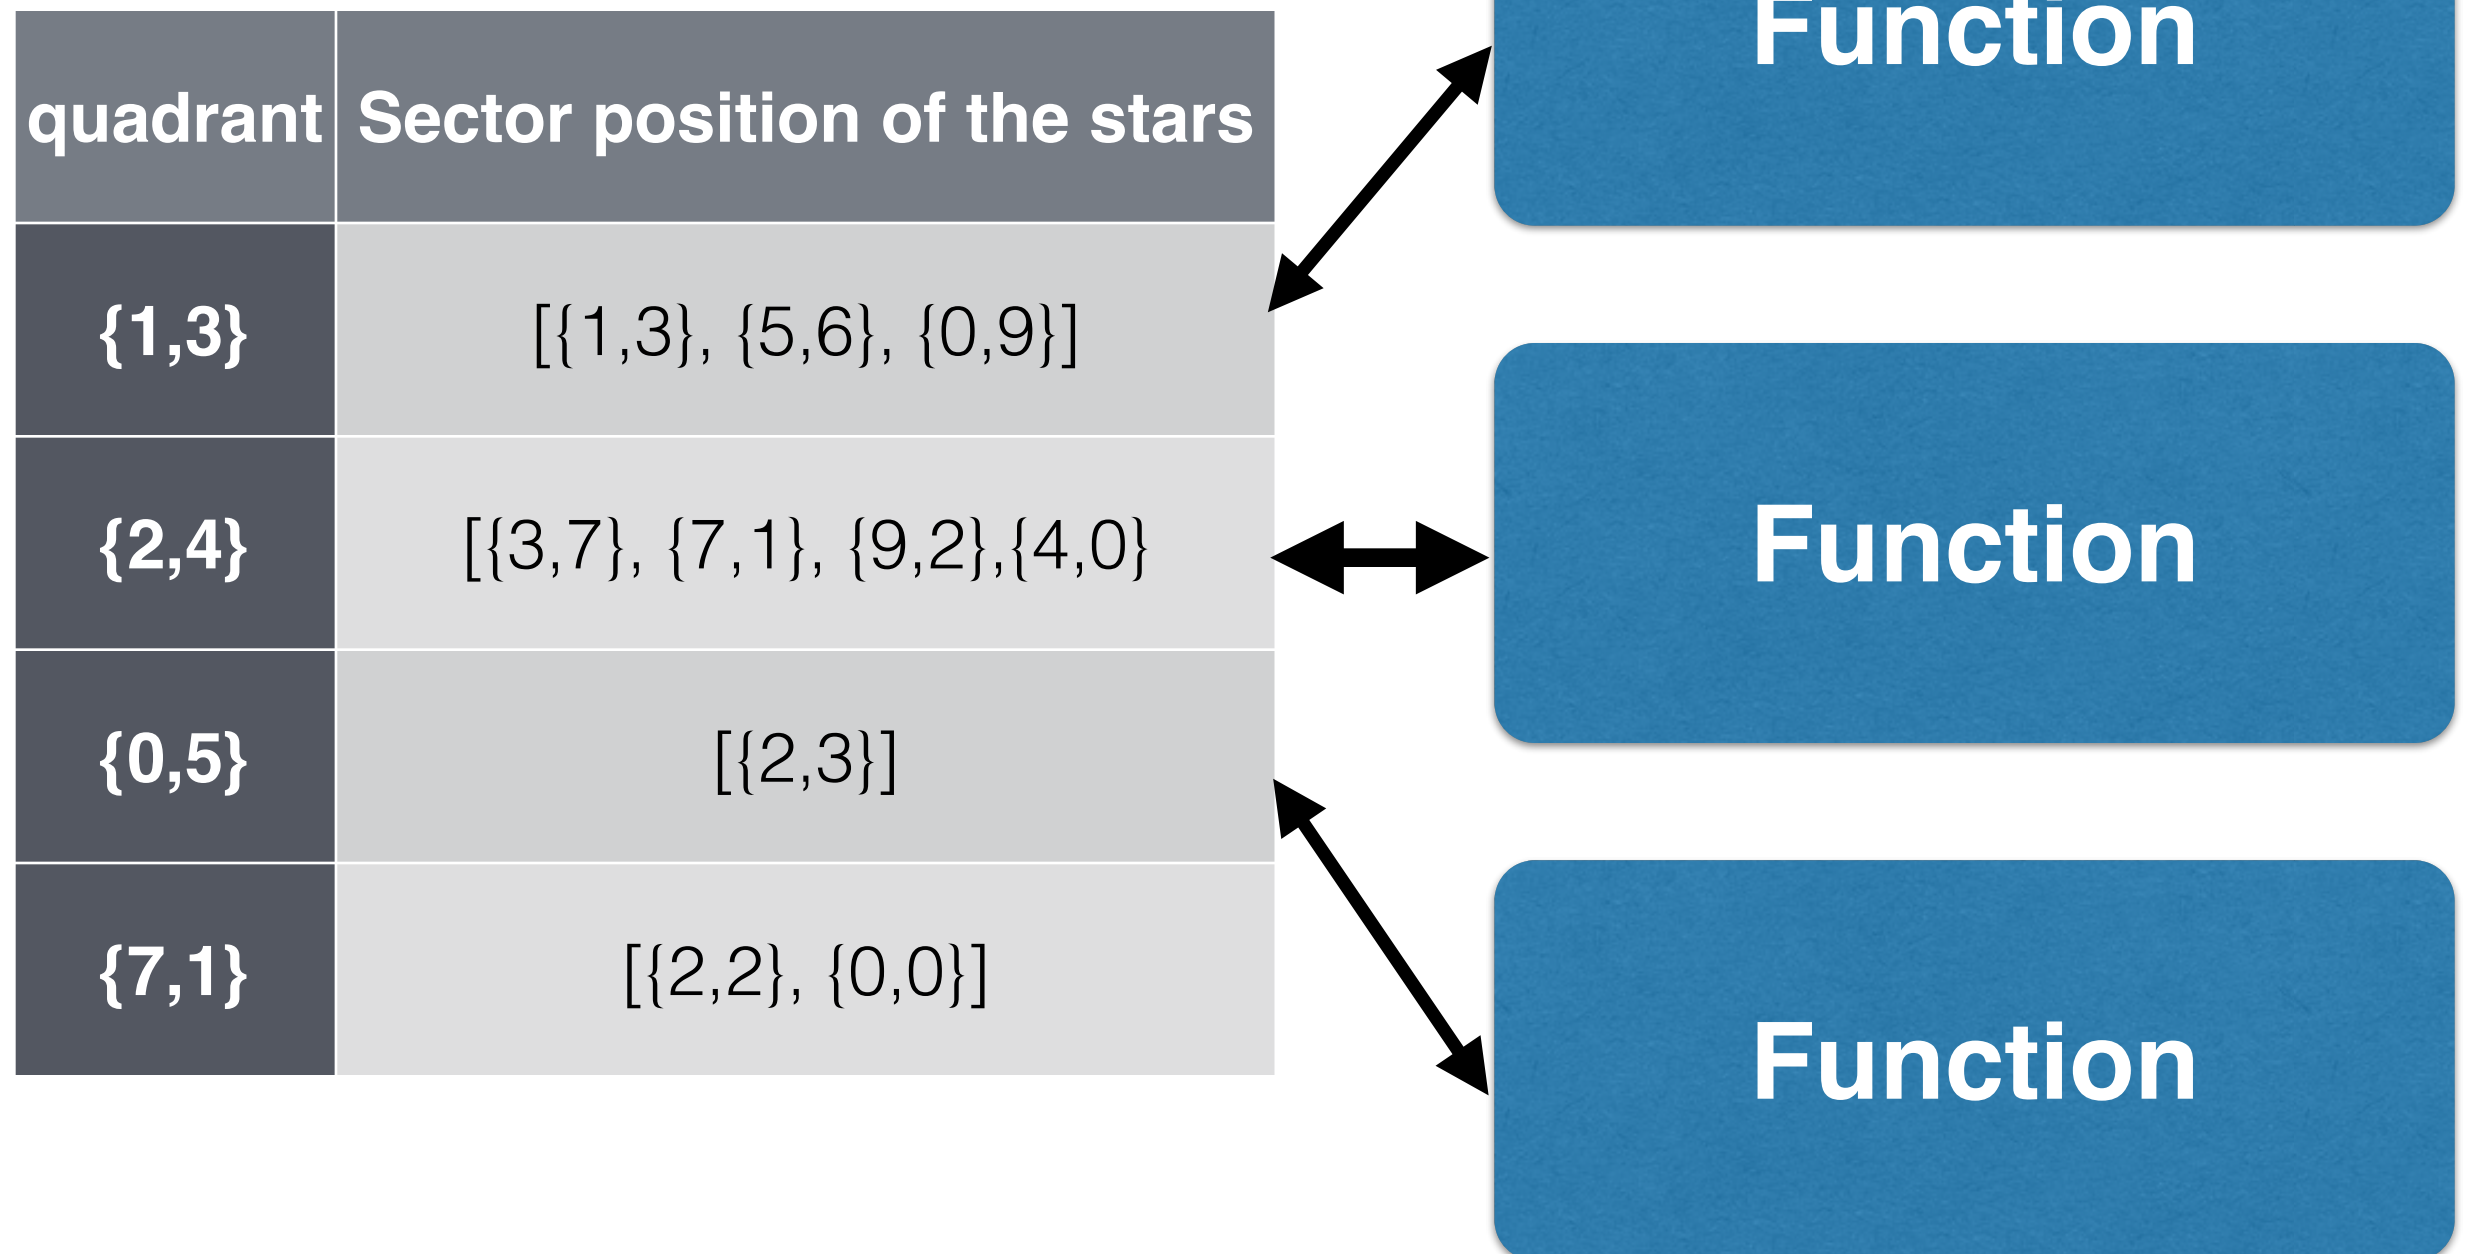 quadrant Sector position of the stars
{1,3} [{1,3}, {5,6}, {0,9}]
{2,4} [{3,7}, {7,1}, {9,2},{4,0}
{0,5} [{2,3}]
{7,1} [{2,2}, {0,0}]
Function
Function
Function